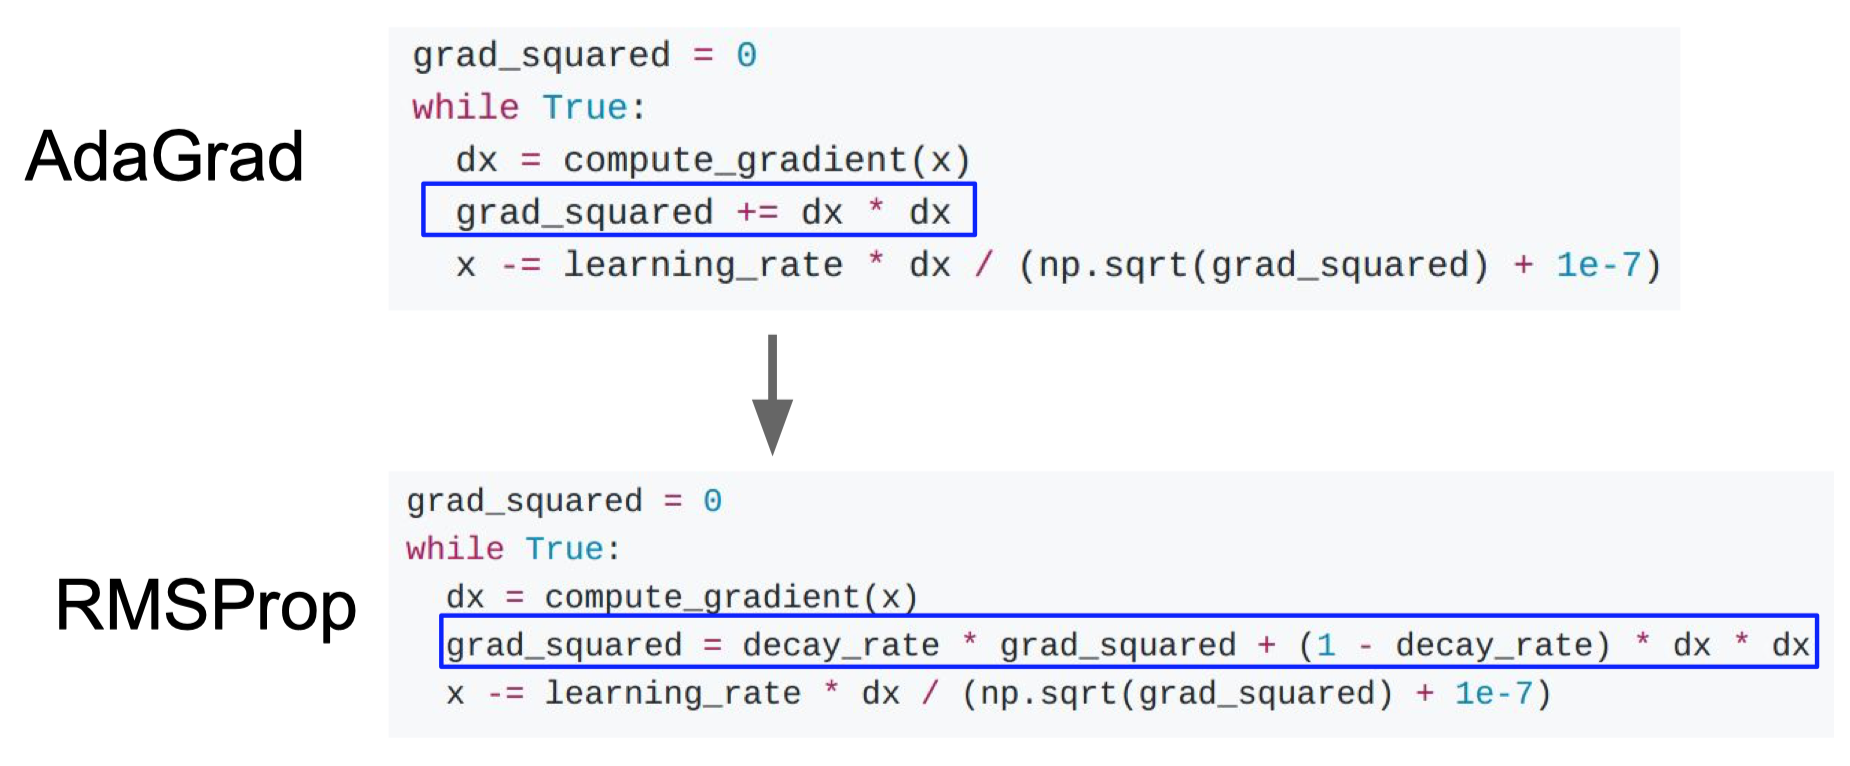 AdaGrad
grad_squared = 0
while True:
  dx = compute_gradient(x)
  grad_squared += dx * dx
  x -= learning_rate * dx / (np.sqrt(grad_squared) + 1e-7)
RMSProp
grad_squared = 0
while True:
  dx = compute_gradient(x)
  grad_squared = decay_rate * grad_squared + (1 - decay_rate) * dx * dx
  x -= learning_rate * dx / (np.sqrt(grad_squared) + 1e-7)